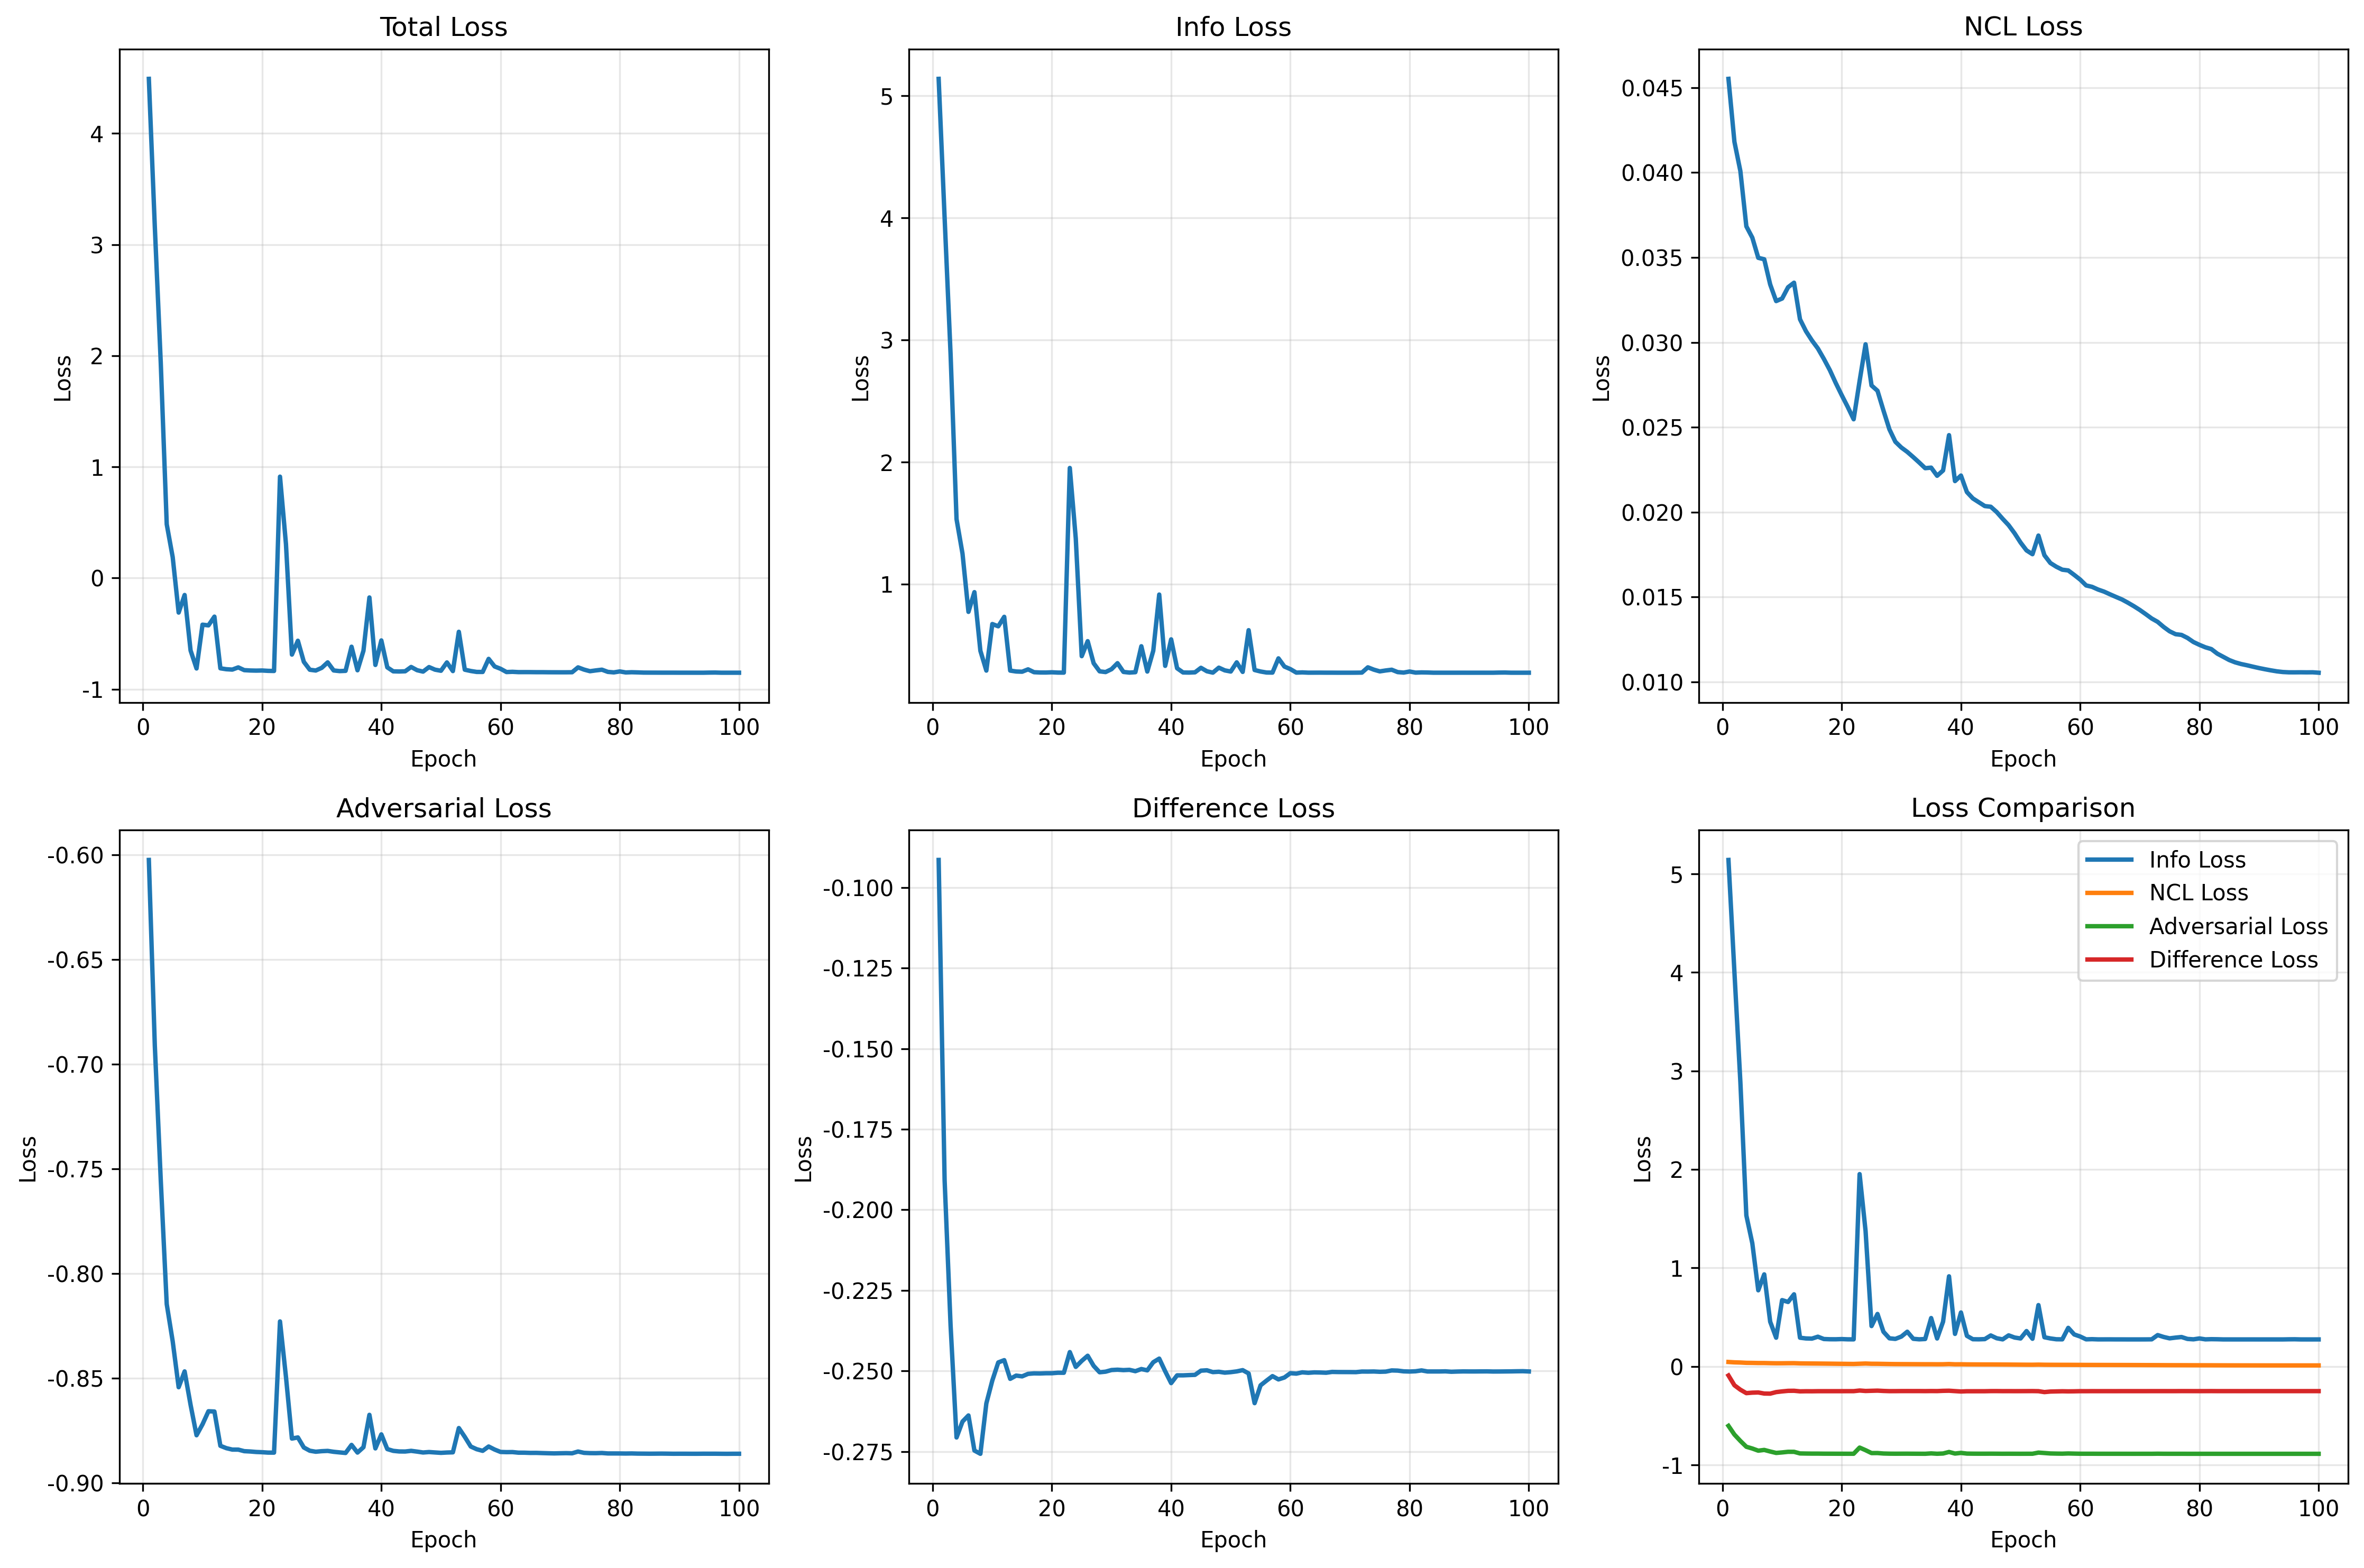 Total Loss
Loss
4
3
2
1
0
-1
0 20 40 60 80 100
Epoch
Info Loss
Loss
5
4
3
2
1
0 20 40 60 80 100
Epoch
NCL Loss
Loss
0.045
0.040
0.035
0.030
0.025
0.020
0.015
0.010
0 20 40 60 80 100
Epoch
Adversarial Loss
Loss
-0.60
-0.65
-0.70
-0.75
-0.80
-0.85
-0.90
0 20 40 60 80 100
Epoch
Difference Loss
Loss
-0.100
-0.125
-0.150
-0.175
-0.200
-0.225
-0.250
-0.275
0 20 40 60 80 100
Epoch
Loss Comparison
Loss
5
4
3
2
1
0
-1
Info Loss
NCL Loss
Adversarial Loss
Difference Loss
0 20 40 60 80 100
Epoch